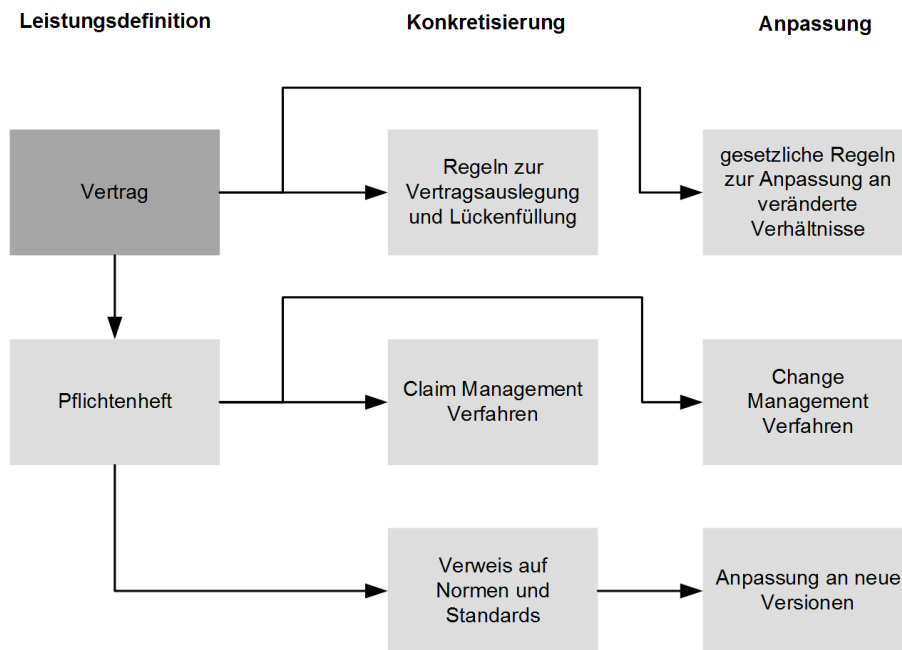 Leistungsdefinition
Konkretisierung
Anpassung
Vertrag
Regeln zur
Vertragsauslegung
und Lückenfüllung
gesetzliche Regeln
zur Anpassung an
veränderte
Verhältnisse
Pflichtenheft
Claim Management
Verfahren
Change
Management
Verfahren
Verweis auf
Normen und
Standards
Anpassung an neue
Versionen